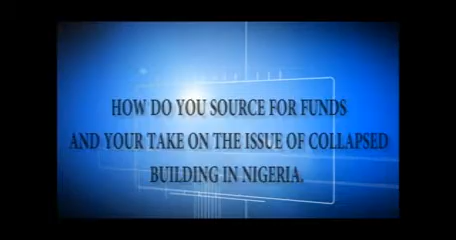 HOW DO YOU SOURCE FOR FUNDS
AND YOUR TAKE ON THE ISSUE OF COLLAPSED
BUILDING IN NIGERIA.